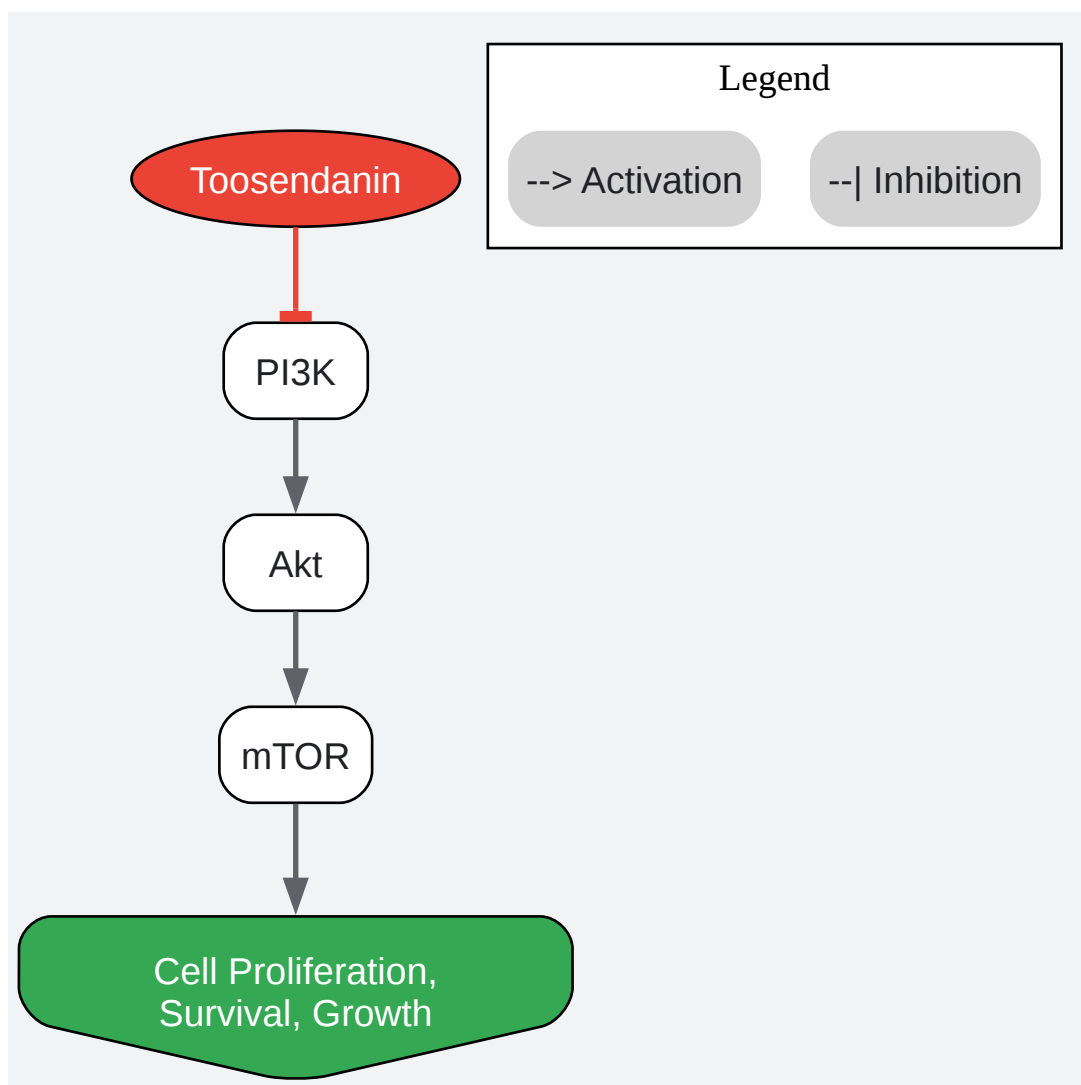 Legend
--> Activation
--| Inhibition
Toosendanin
PI3K
Akt
mTOR
Cell Proliferation,
Survival, Growth